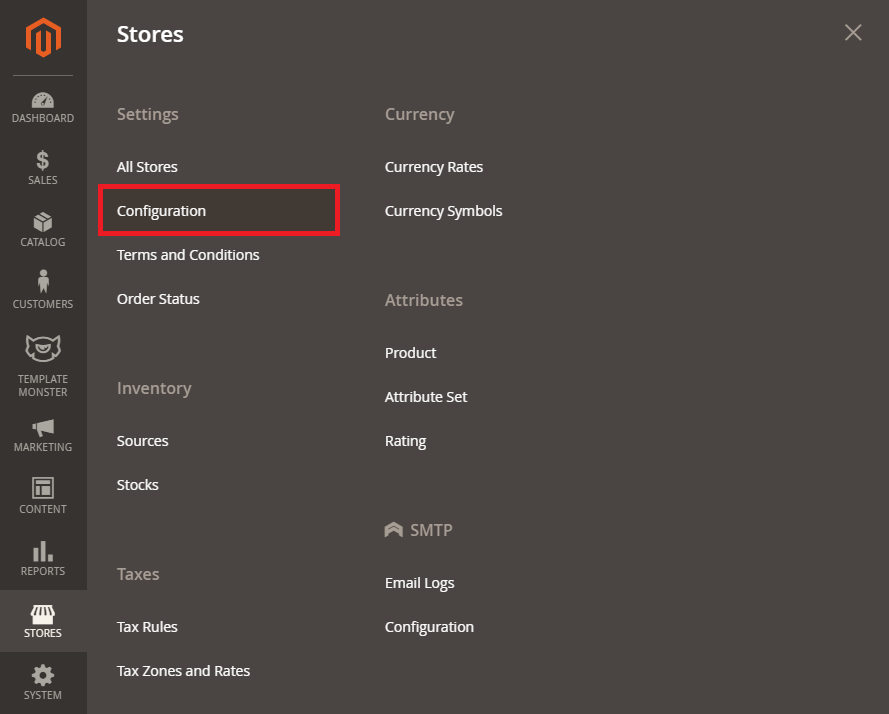 DASHBOARD
SALES
CATALOG
CUSTOMERS
TEMPLATE
MONSTER
MARKETING
CONTENT
REPORTS
STORES
SYSTEM
Stores
Settings
All Stores
Configuration
Terms and Conditions
Order Status
Inventory
Sources
Stocks
Taxes
Tax Rules
Tax Zones and Rates
Currency
Currency Rates
Currency Symbols
Attributes
Product
Attribute Set
Rating
SMTP
Email Logs
Configuration